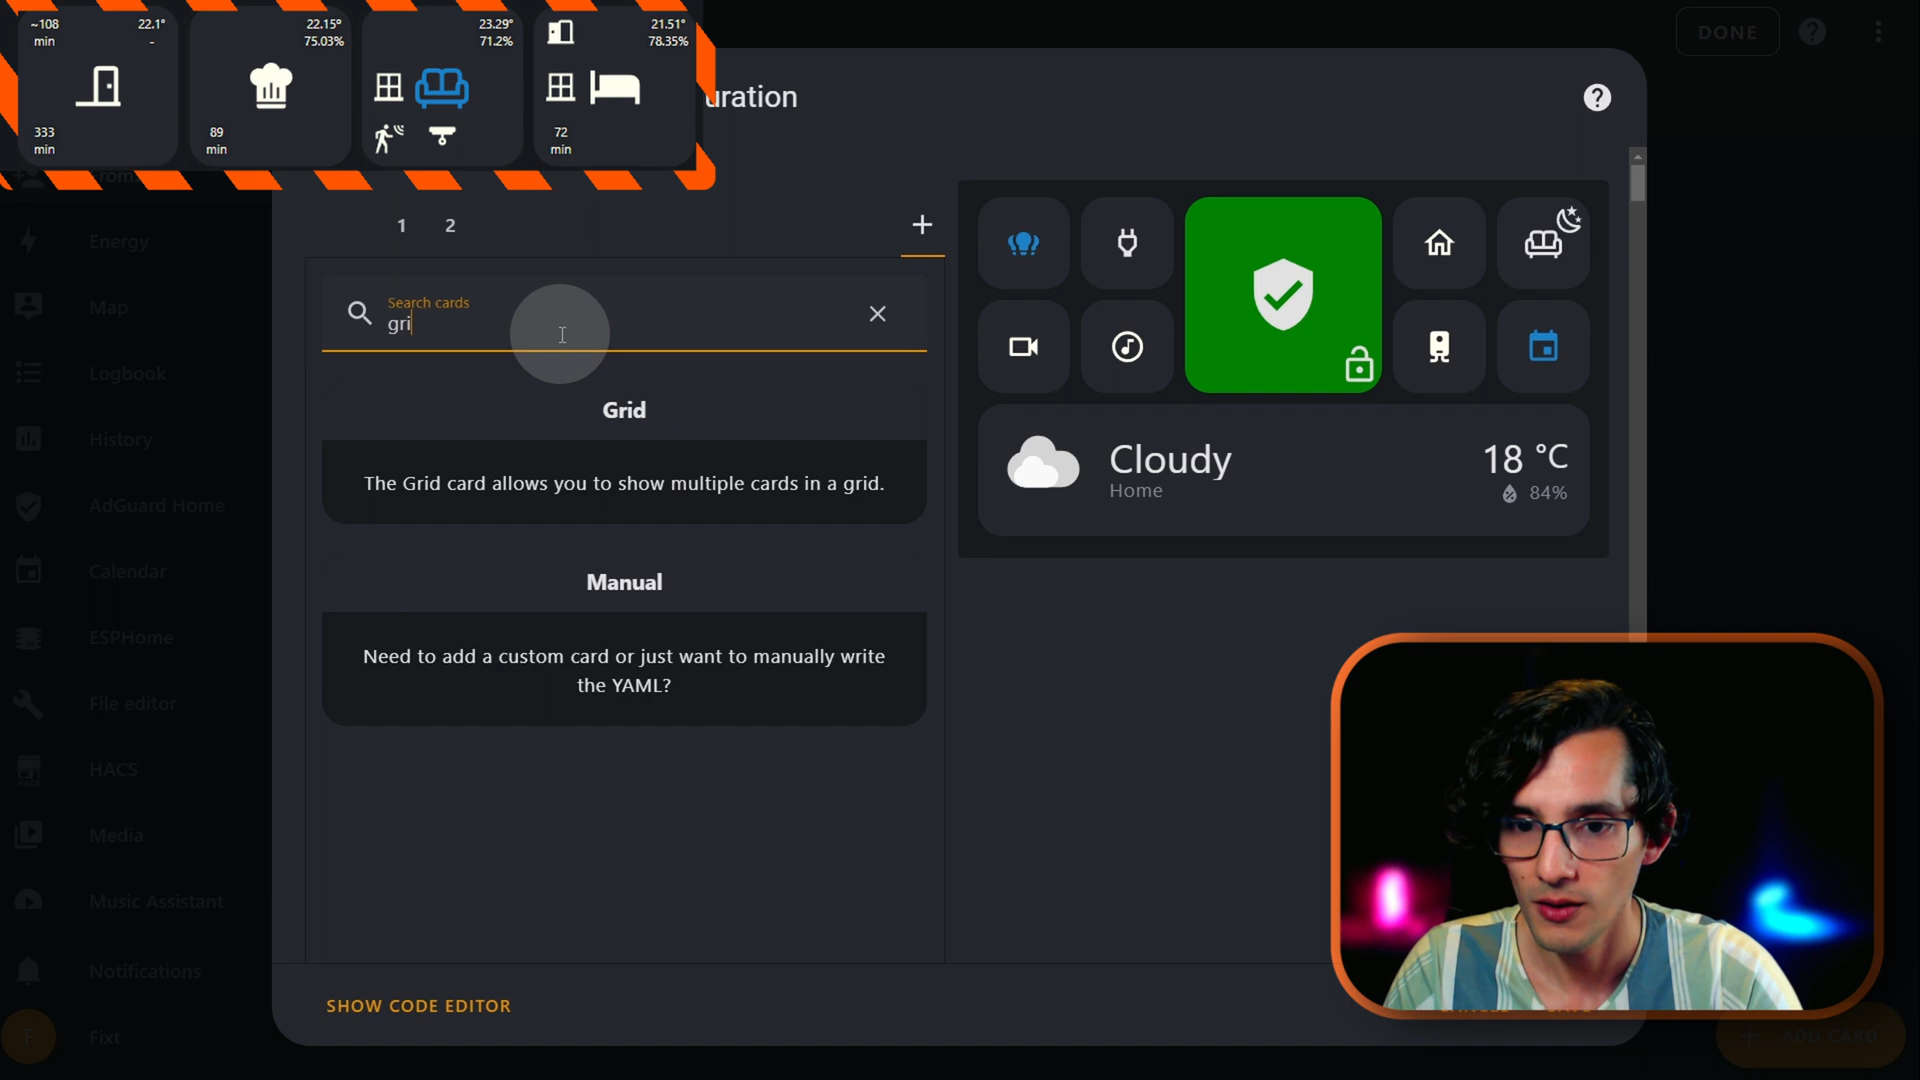 ~108 min
22.1°
-
333 min
22.15°
75.03%
89 min
23.29°
71.2%
21.51°
78.35%
72 min
uration
DONE
1 2
Search cards
gri
Grid
The Grid card allows you to show multiple cards in a grid.
Manual
Need to add a custom card or just want to manually write
the YAML?
SHOW CODE EDITOR
Cloudy
Home
18 °C
84%
Energy
Map
Logbook
History
AdGuard Home
Calendar
ESPHome
File editor
HACS
HACS
Media
Music Assistant
Notifications
F
Fixt
ADD CARD